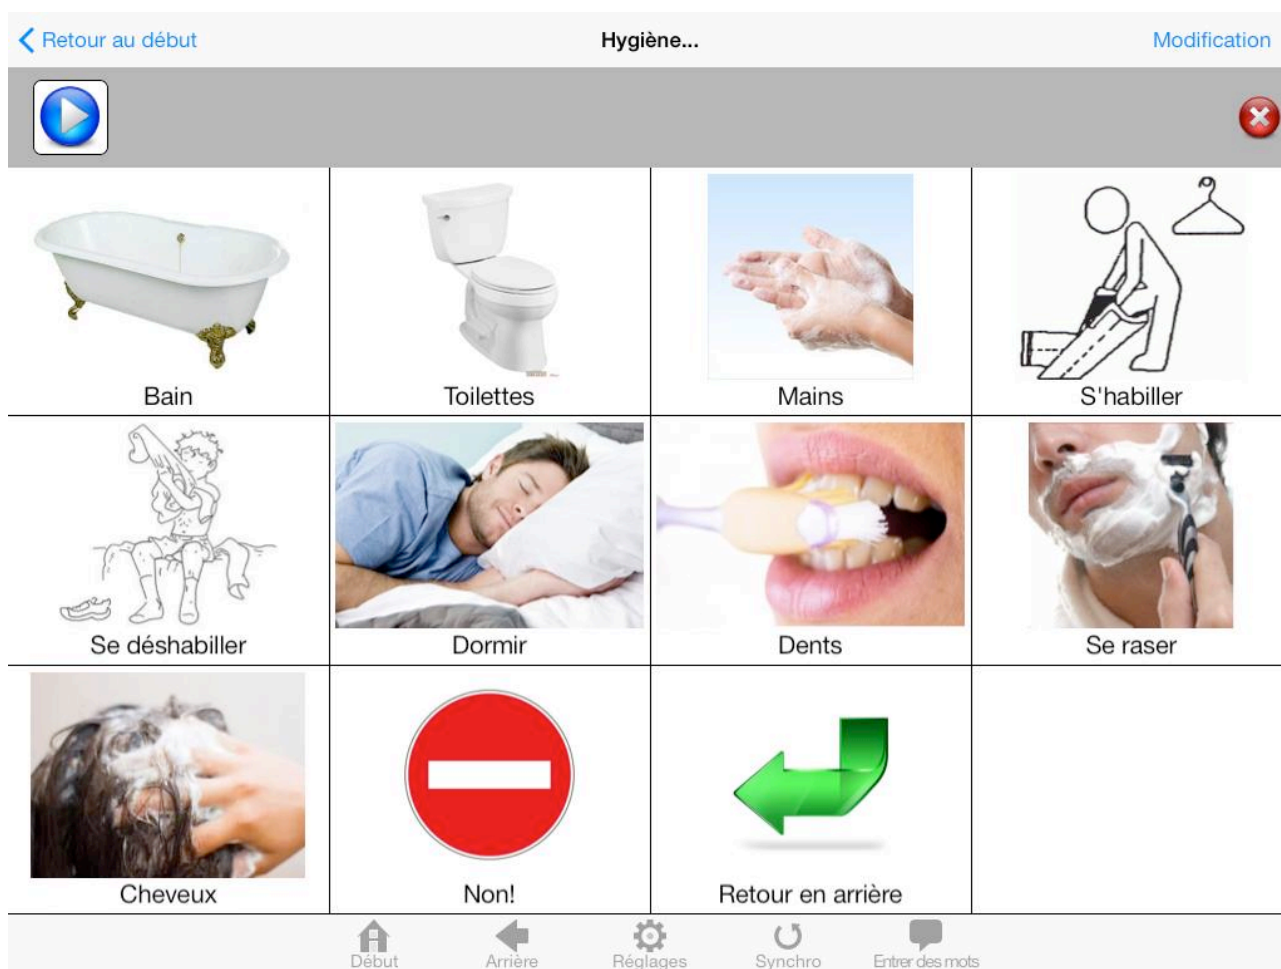 Retour au début
Hygiène...
Modification
Bain
Toilettes
Mains
S'habiller
Se déshabiller
Dormir
Dents
Se raser
Cheveux
Non!
Retour en arrière
Début
Arrière
Réglages
Synchro
Entrer des mots